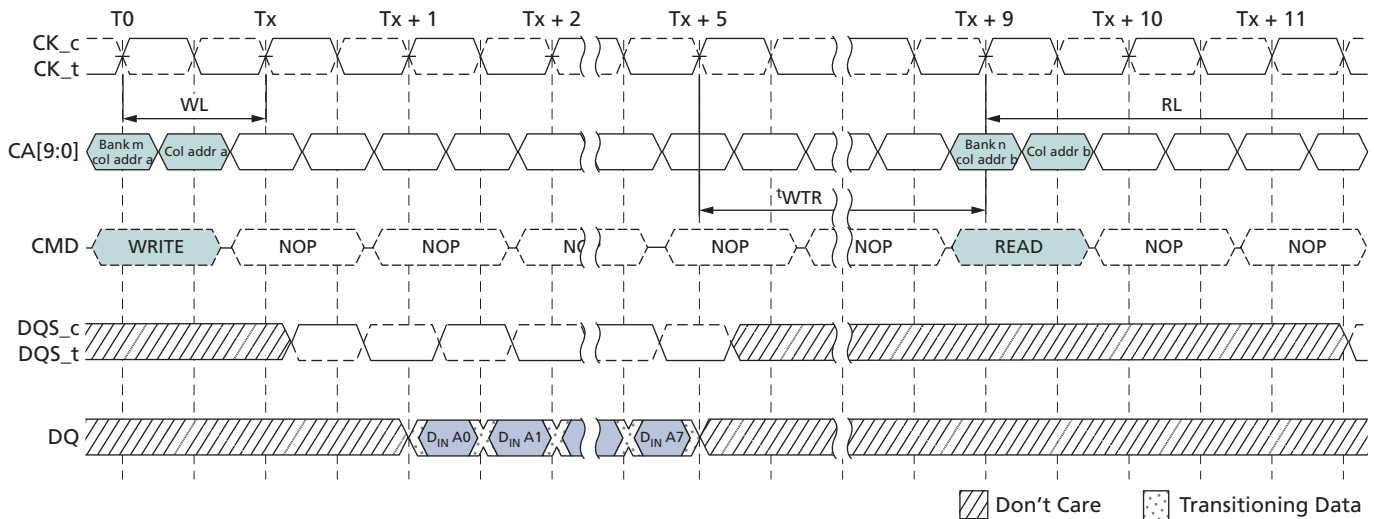 T0 Tx Tx + 1 Tx + 2 Tx + 5 Tx + 9 Tx + 10 Tx + 11
CK_c
CK_t
WL RL
CA[9:0] Bank m col addr a Col addr a Bank n col addr b Col addr b
tWTR
CMD WRITE NOP NOP NOP NOP READ NOP NOP
DQS_c
DQS_t
DQ DIN A0 DIN A1 DIN A7
Don't Care Transitioning Data